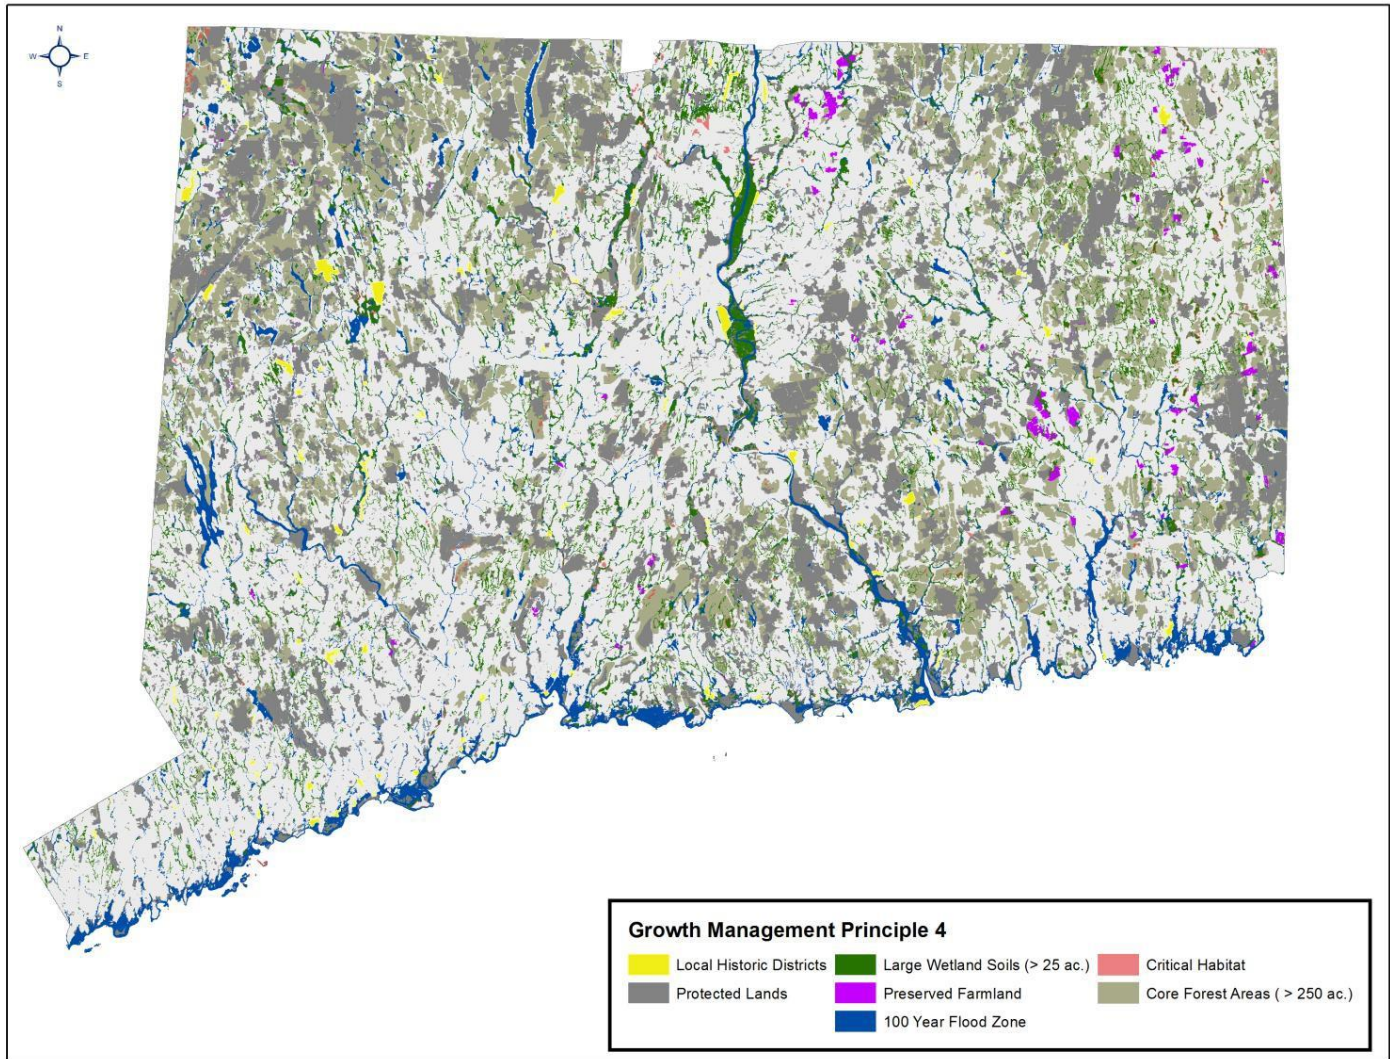 N
W E
S
Growth Management Principle 4
Local Historic Districts Large Wetland Soils (> 25 ac.) Critical Habitat
Protected Lands Preserved Farmland Core Forest Areas ( > 250 ac.)
100 Year Flood Zone